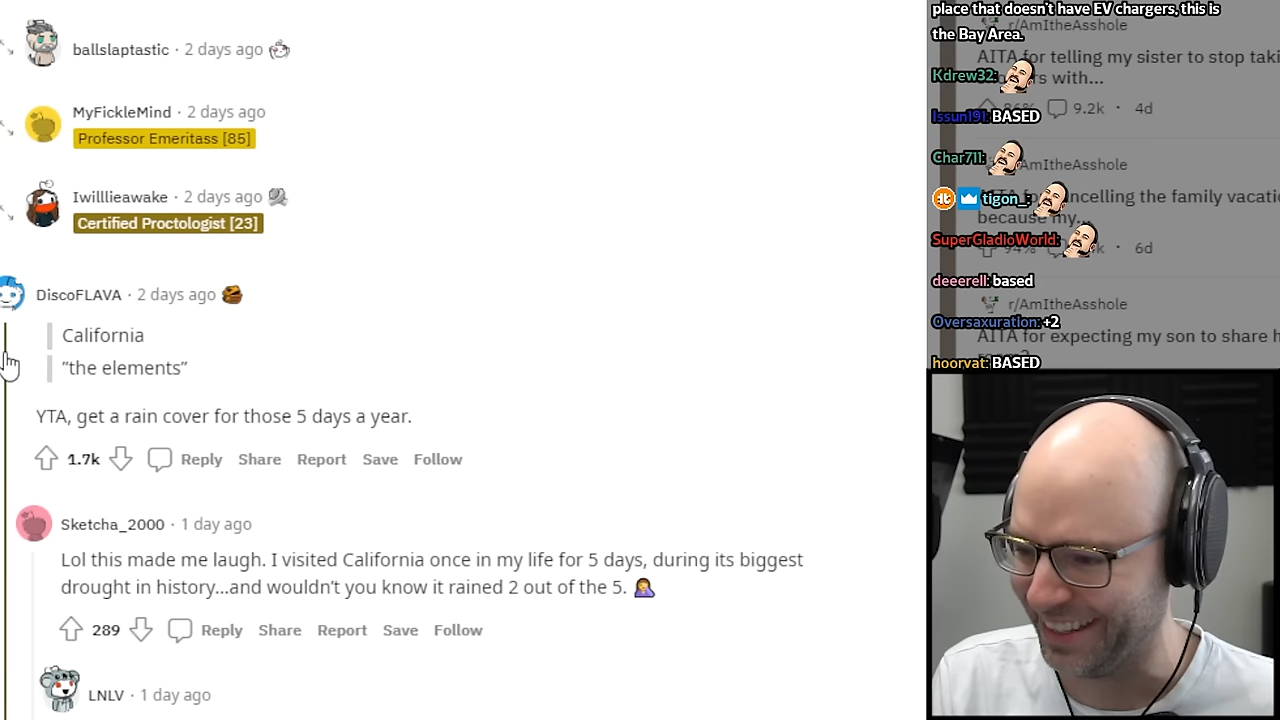 ballslaptastic · 2 days ago
MyFickleMind · 2 days ago
Professor Emeritass [85]
Iwilllieawake · 2 days ago
Certified Proctologist [23]
DiscoFLAVA · 2 days ago
California
"the elements"
YTA, get a rain cover for those 5 days a year.
1.7k Reply Share Report Save Follow
Sketcha_2000 · 1 day ago
Lol this made me laugh. I visited California once in my life for 5 days, during its biggest
drought in history...and wouldn't you know it rained 2 out of the 5. 🤦‍♀️
289 Reply Share Report Save Follow
LNLV · 1 day ago
place that doesn't have EV chargers, this is
r/AmItheAsshole
the Bay Area.
AITA for telling my sister to stop taki
Kdrew32:
with...
9.2k · 4d
Issun191: BASED
Char711:
AmItheAsshole
tigon_:
ncelling the family vacatio
because my...
SuperGladioWorld:
94%
6d
deeerell: based
r/AmItheAsshole
Oversaxuration: +2
AITA for expecting my son to share h
hoorvat: BASED